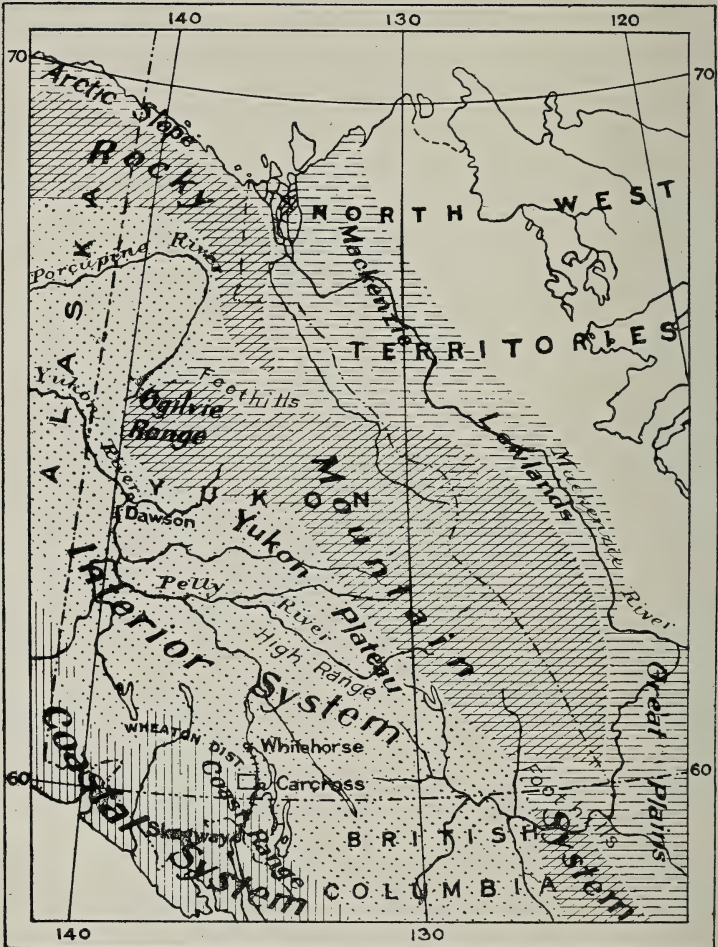 140 130 120
70
70
Arctic Slope
Rocky
NORTH WEST
ALASKA
Porcupine River
Mackenzie
TERRITORIES
Yukon
River
Foothills
Ogilvie
Range
Lowlands
Mackenzie River
YUKON
Mountain
Dawson
Yukon Plateau
Interior System
Pelly River
High Range
Great Plains
Coastal System
WHEATON DIST.
Whitehorse
60
60
Carcross
Coast Range
Skagway
Foothills
System
BRITISH
COLUMBIA
140 130